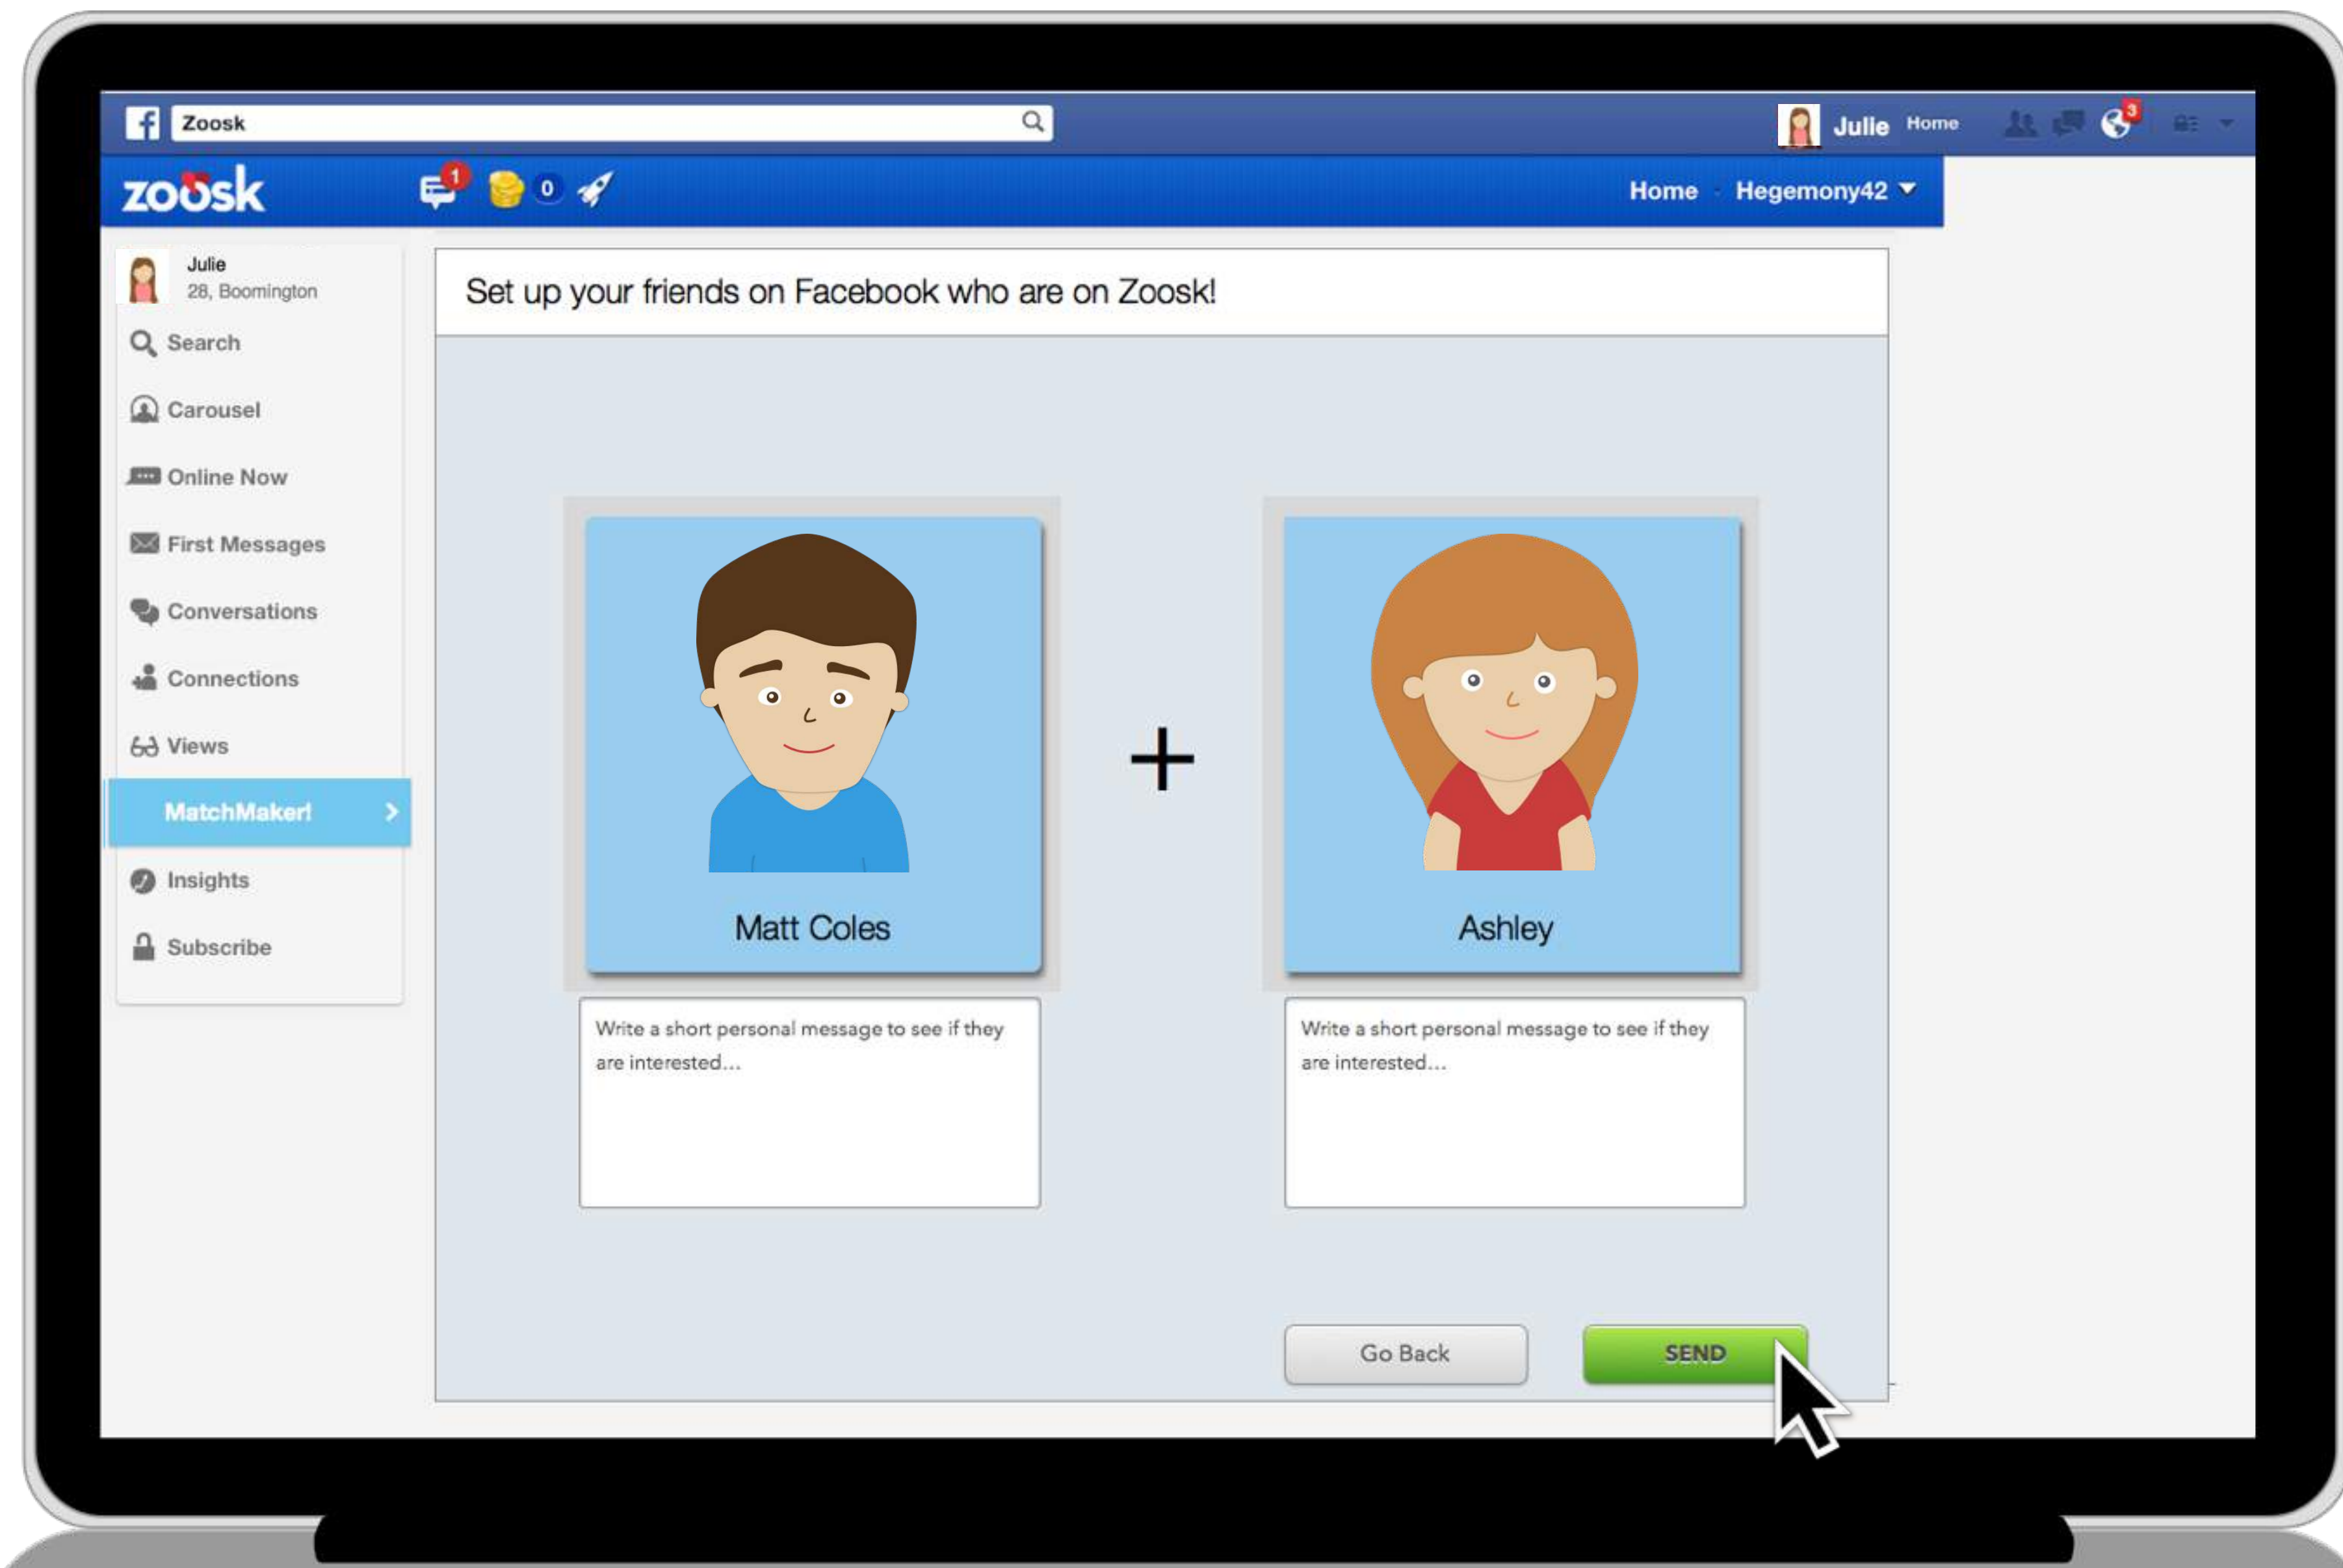 Zoosk
Julie Home 3
zoosk 1 0 Home Hegemony42
Julie
28, Boomington
Search
Carousel
Online Now
First Messages
Conversations
Connections
Views
MatchMaker!
Insights
Subscribe
Set up your friends on Facebook who are on Zoosk!
Matt Coles
Ashley
Write a short personal message to see if they
are interested...
Write a short personal message to see if they
are interested...
Go Back
SEND